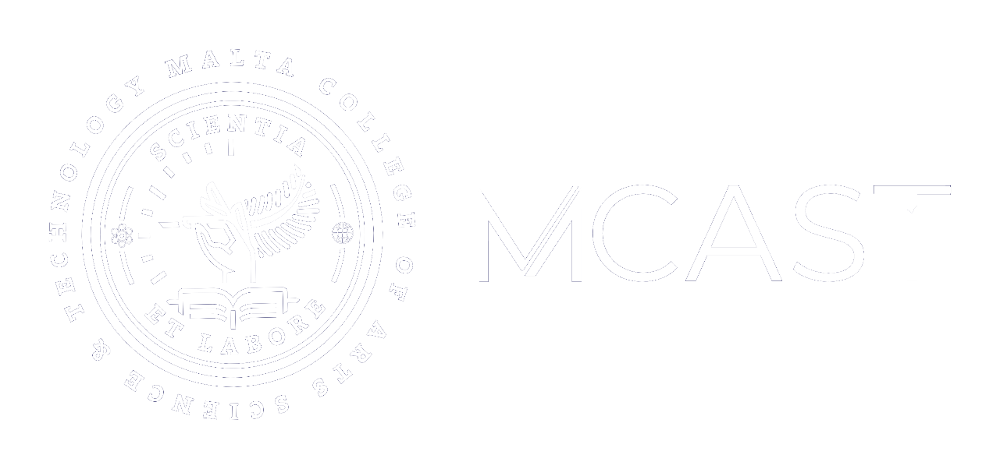 MALTA COLLEGE OF ARTS SCIENCE & TECHNOLOGY
SCIENTIA
ET LABORE
MCAST